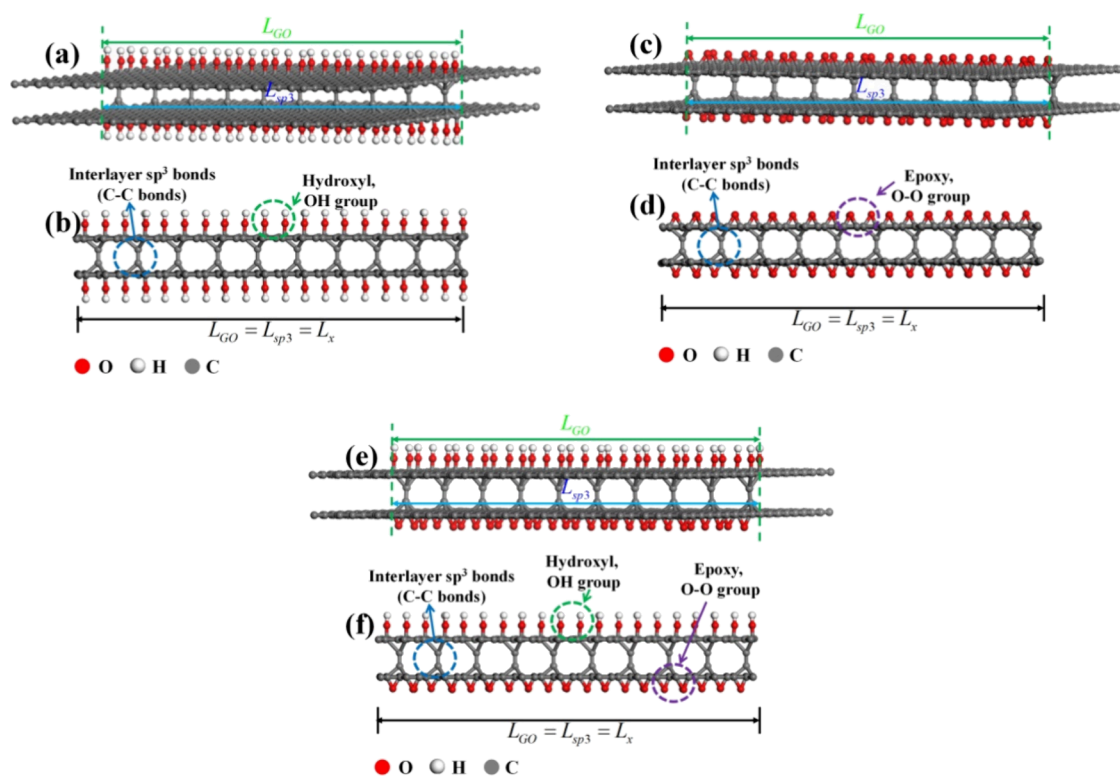 (a)
L_GO
L_sp3
Interlayer sp³ bonds
(C-C bonds)
Hydroxyl,
OH group
(b)
L_GO = L_sp3 = L_x
O H C
(c)
L_GO
L_sp3
Interlayer sp³ bonds
(C-C bonds)
Epoxy,
O-O group
(d)
L_GO = L_sp3 = L_x
O H C
(e)
L_GO
L_sp3
Interlayer sp³ bonds
(C-C bonds)
Hydroxyl,
OH group
Epoxy,
O-O group
(f)
L_GO = L_sp3 = L_x
O H C